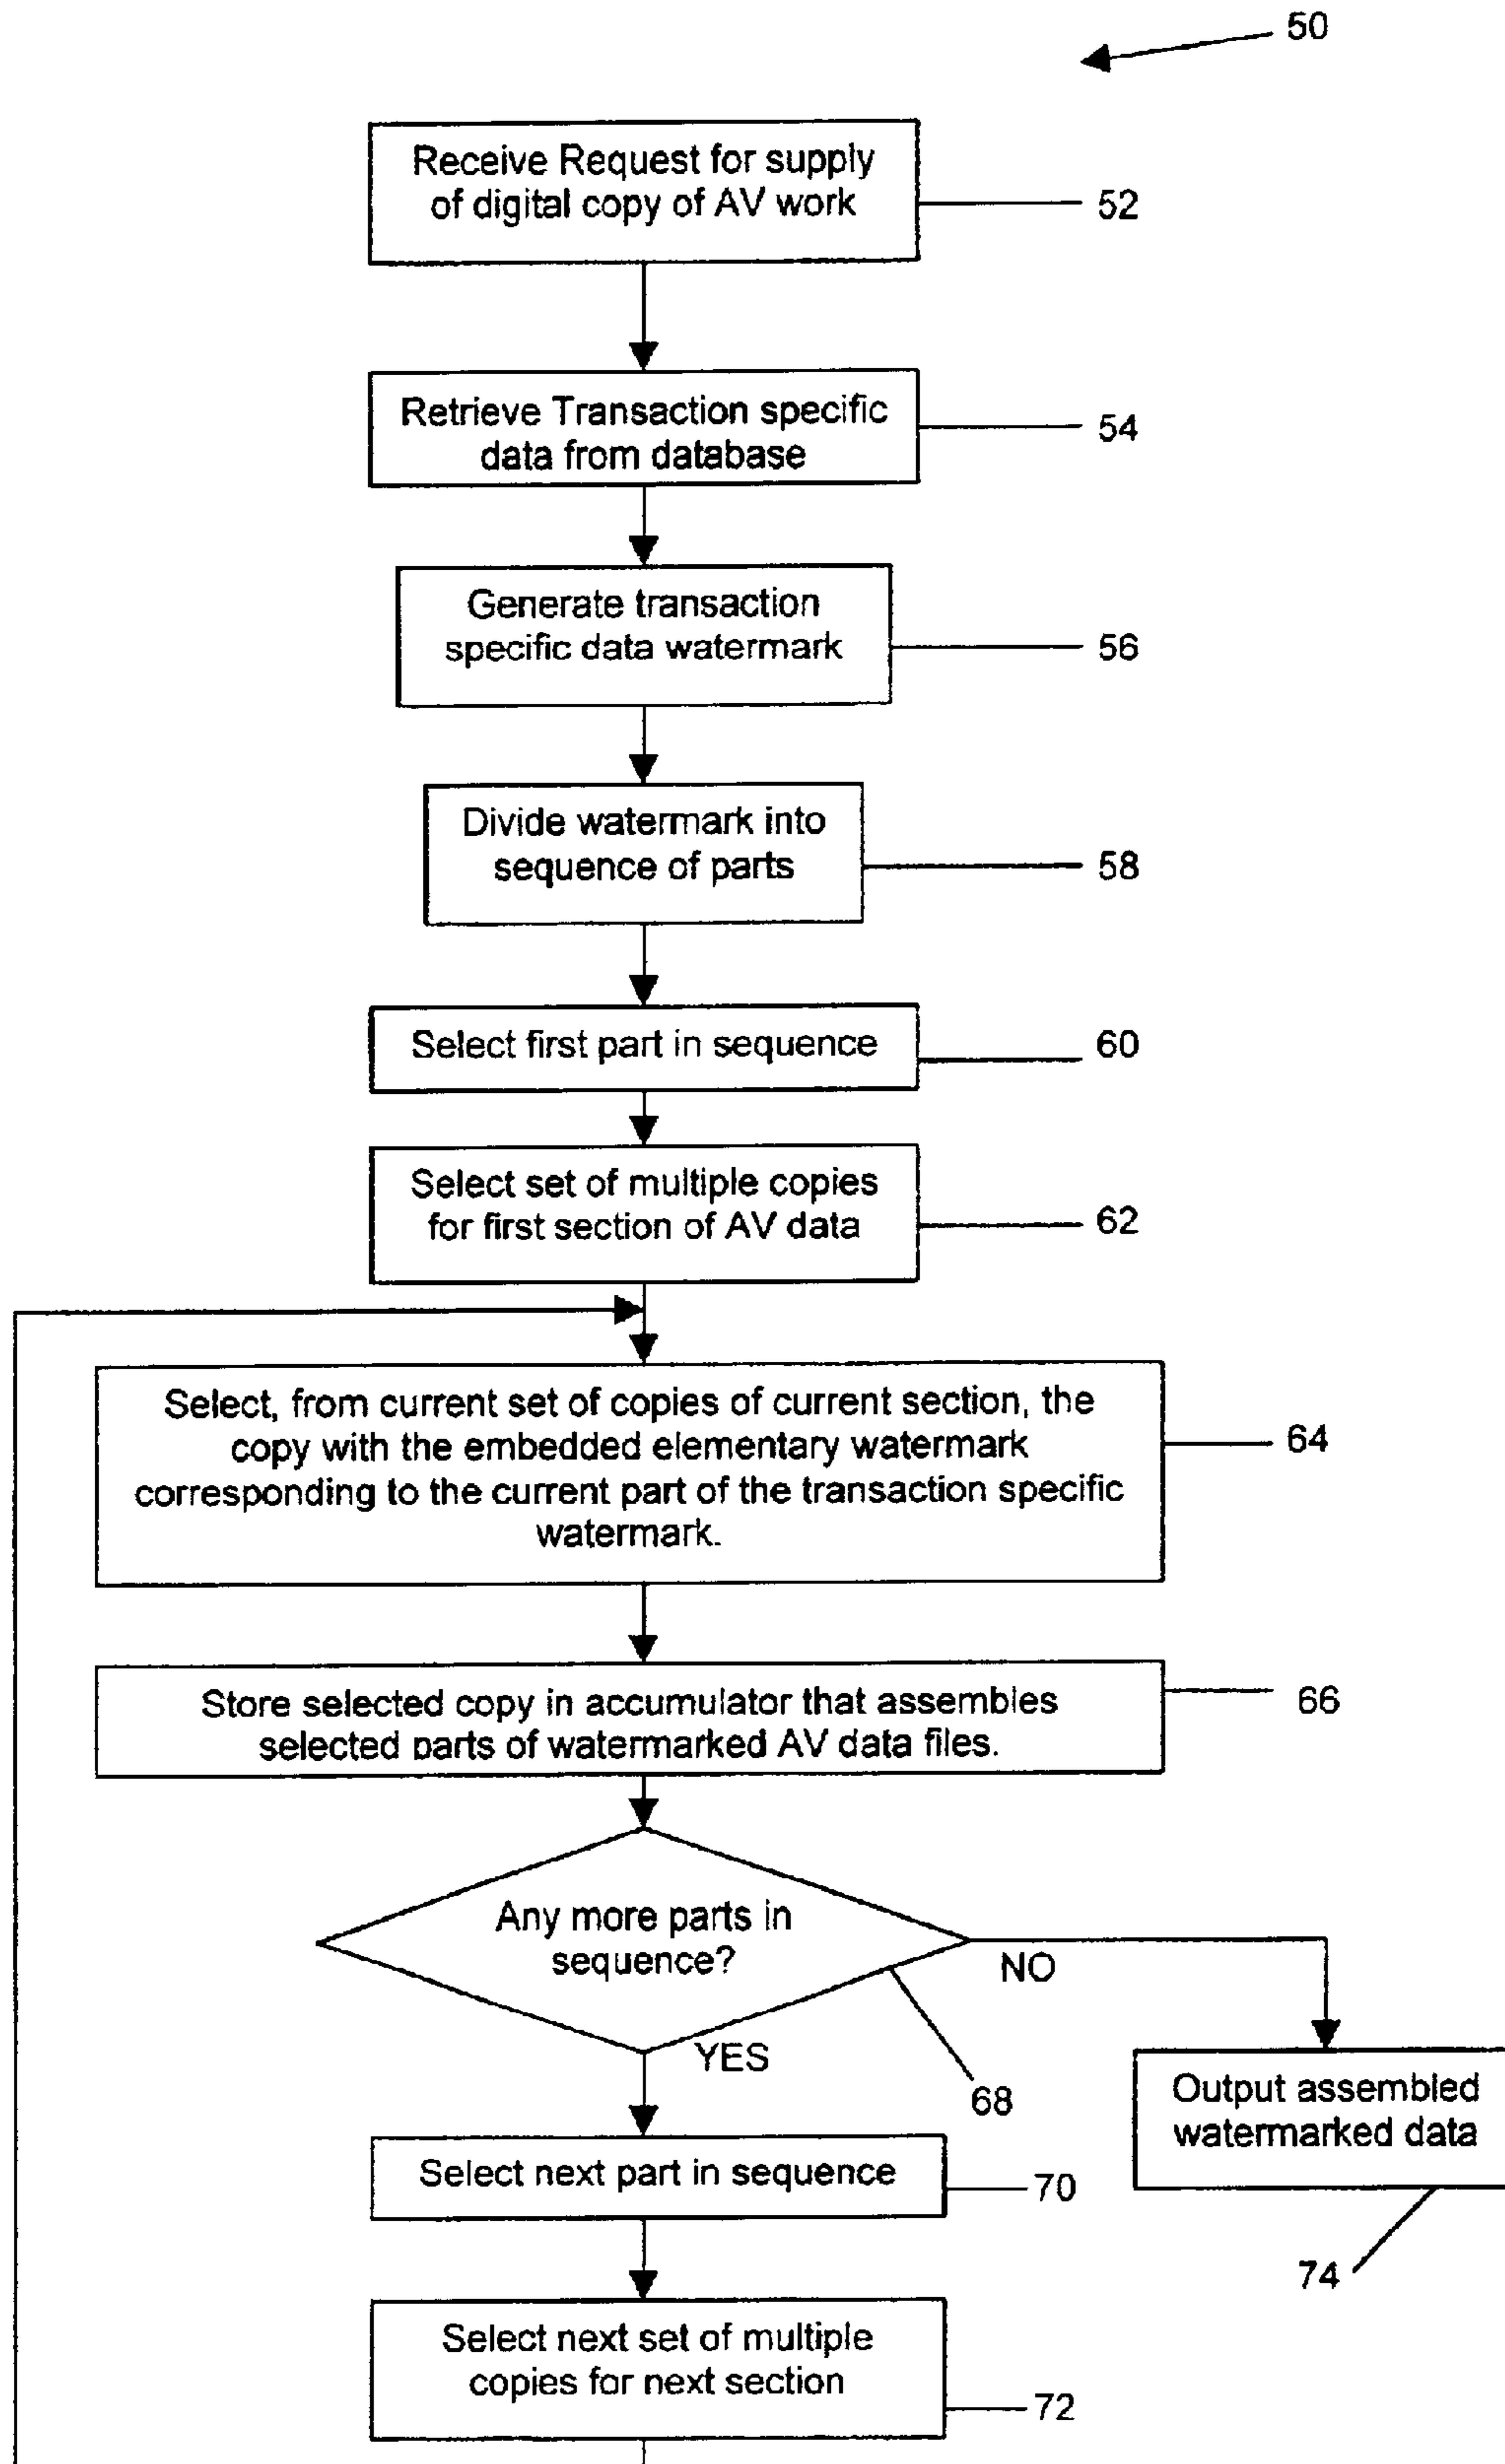 50
Receive Request for supply
of digital copy of AV work
52
Retrieve Transaction specific
data from database
54
Generate transaction
specific data watermark
56
Divide watermark into
sequence of parts
58
Select first part in sequence
60
Select set of multiple copies
for first section of AV data
62
Select, from current set of copies of current section, the
copy with the embedded elementary watermark
corresponding to the current part of the transaction specific
watermark.
64
Store selected copy in accumulator that assembles
selected parts of watermarked AV data files.
66
Any more parts in
sequence?
NO
YES
68
Output assembled
watermarked data
74
Select next part in sequence
70
Select next set of multiple
copies for next section
72